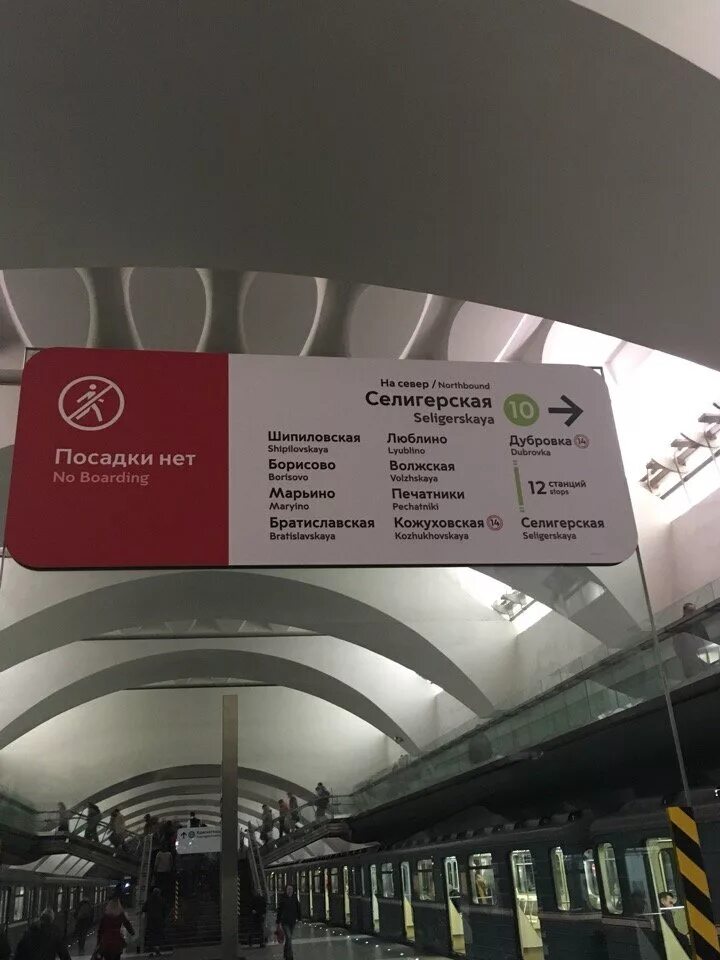 Посадки нет
No Boarding
На север / Northbound
Селигерская 10
Seligerskaya
Шипиловская
Shipilovskaya
Борисово
Borisovo
Марьино
Maryino
Братиславская
Bratislavskaya
Люблино
Lyublino
Волжская
Volzhskaya
Печатники
Pechatniki
Кожуховская 14
Kozhukhovskaya
Дубровка 14
Dubrovka
12 станций
stops
Селигерская
Seligerskaya